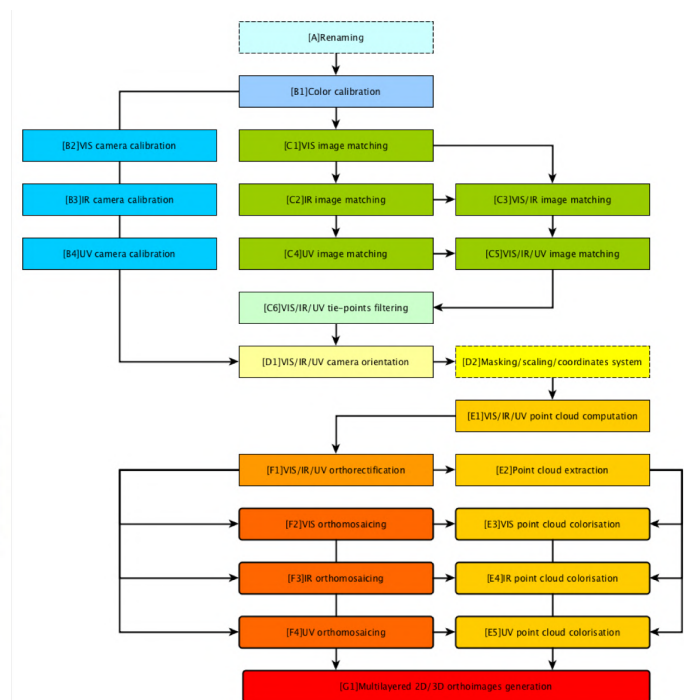 [A]Renaming
[B1]Color calibration
[B2]VIS camera calibration
[C1]VIS image matching
[B3]IR camera calibration
[C2]IR image matching
[C3]VIS/IR image matching
[B4]UV camera calibration
[C4]UV image matching
[C5]VIS/IR/UV image matching
[C6]VIS/IR/UV tie-points filtering
[D1]VIS/IR/UV camera orientation
[D2]Masking/scaling/coordinates system
[E1]VIS/IR/UV point cloud computation
[F1]VIS/IR/UV orthorectification
[E2]Point cloud extraction
[F2]VIS orthomosaicing
[E3]VIS point cloud colorisation
[F3]IR orthomosaicing
[E4]IR point cloud colorisation
[F4]UV orthomosaicing
[E5]UV point cloud colorisation
[G1]Multilayered 2D/3D orthoimages generation